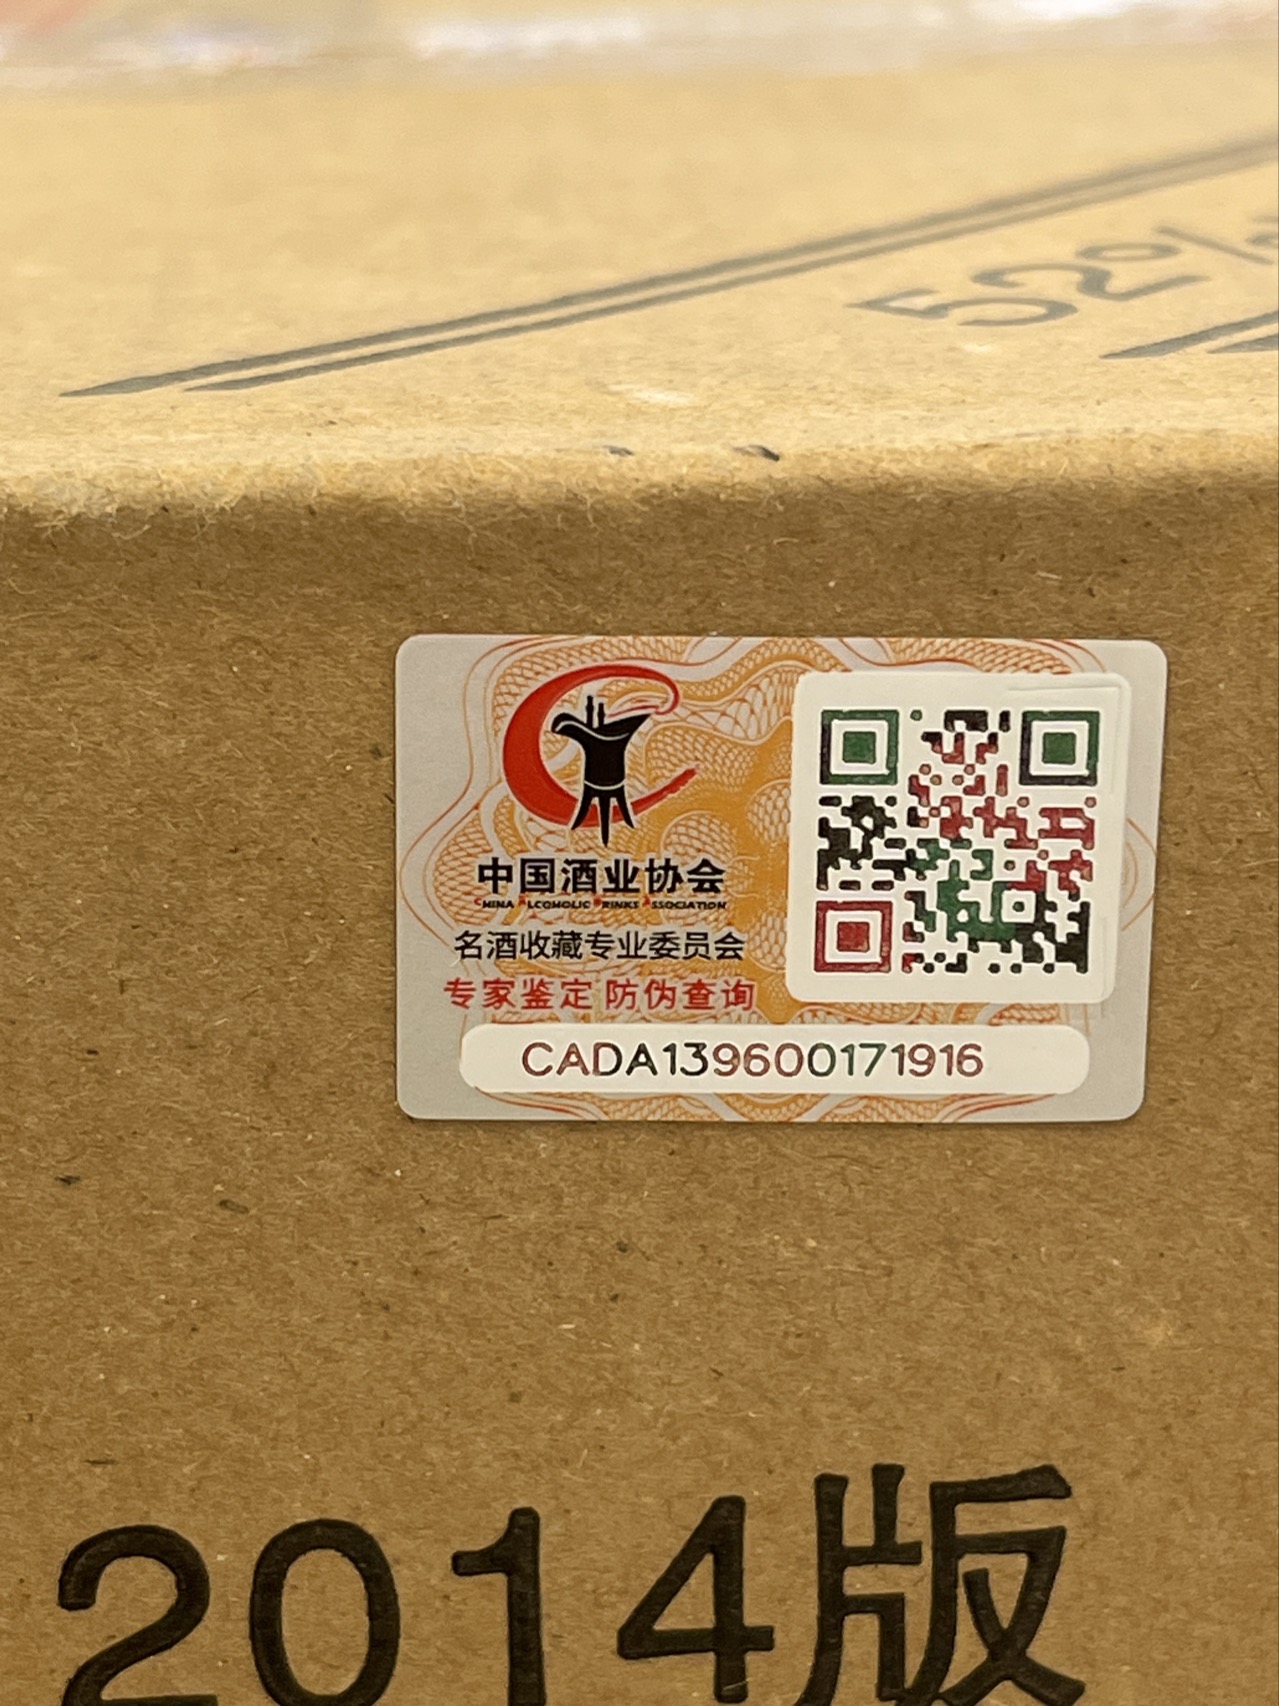 52%
中国酒业协会
CHINA ALCOHOLIC DRINKS ASSOCIATION
名酒收藏专业委员会
专家鉴定 防伪查询
CADA139600171916
2014版